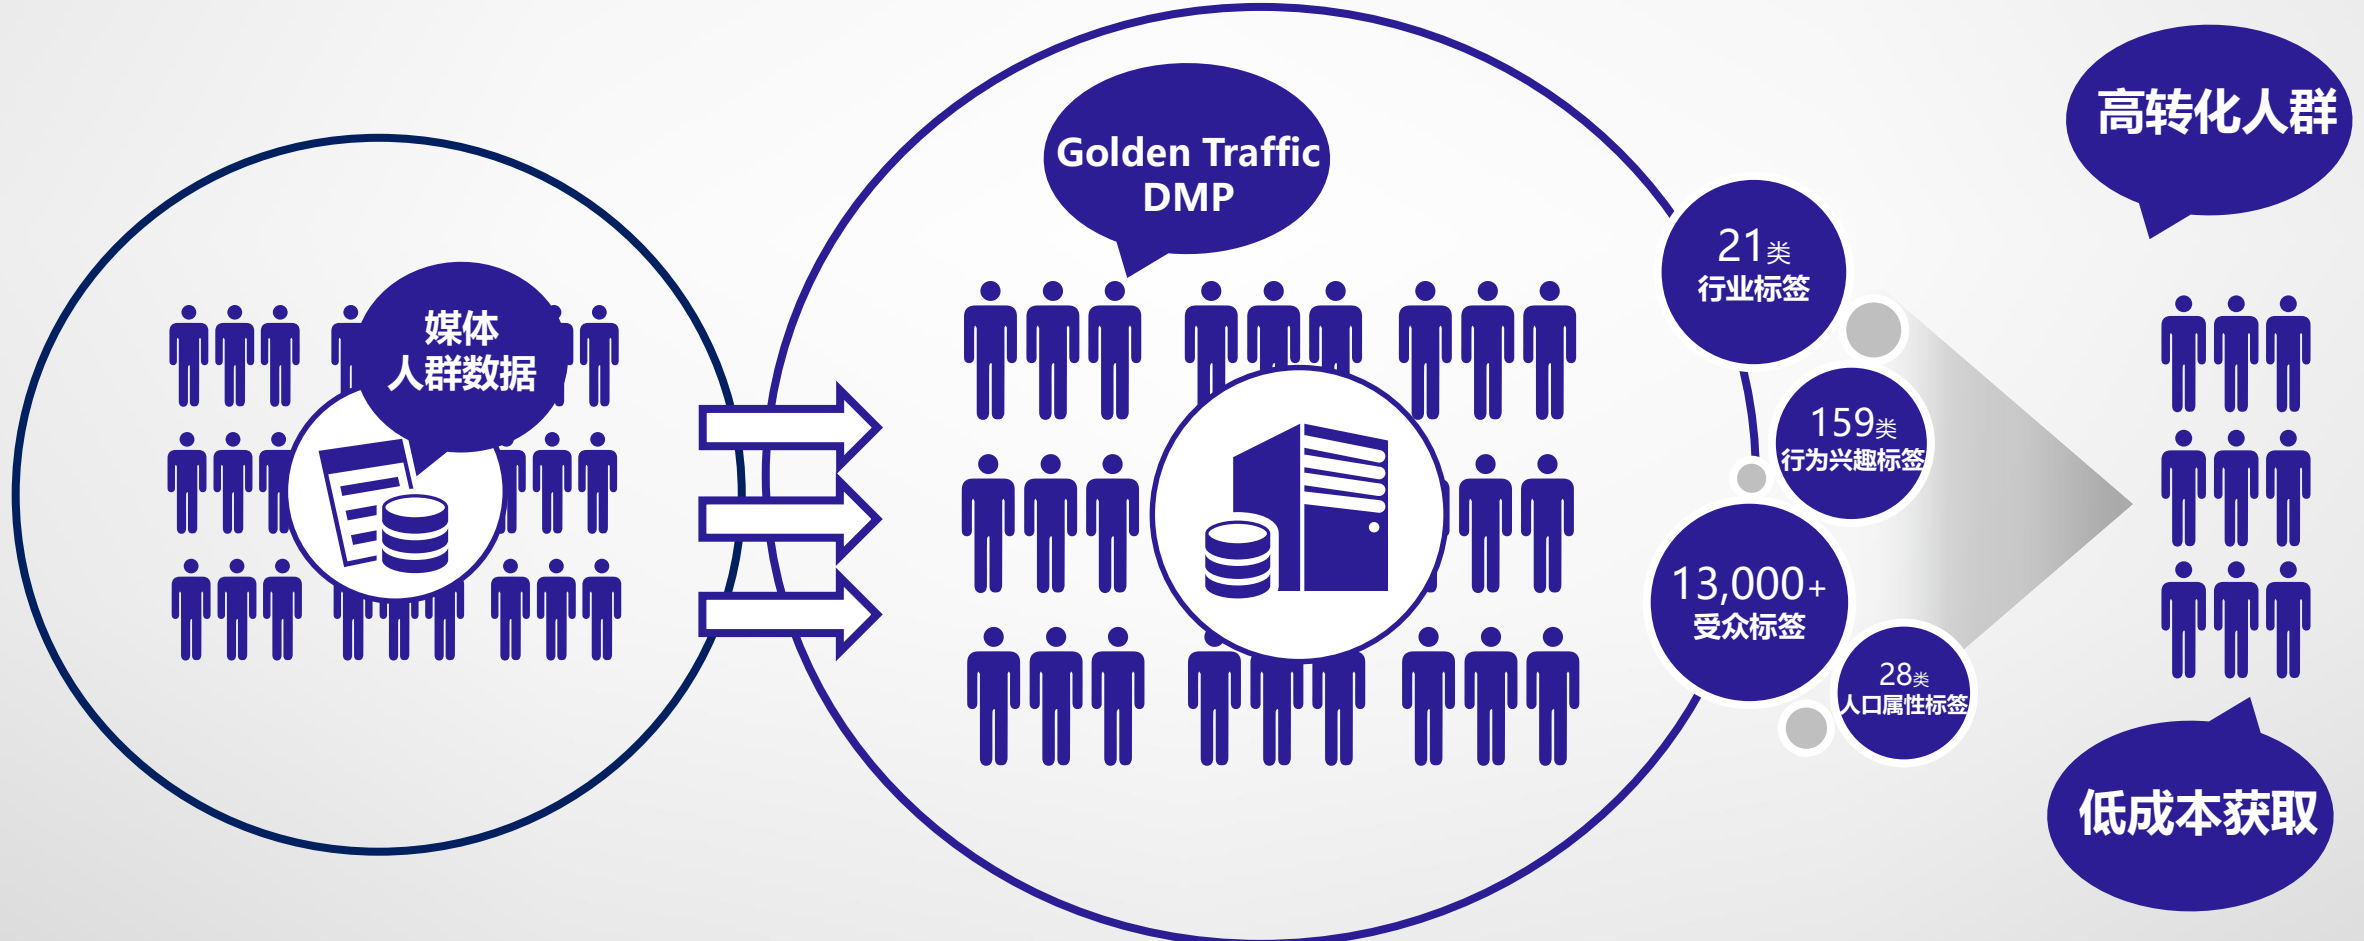 媒体
人群数据
Golden Traffic
DMP
21类
行业标签
159类
行为兴趣标签
13,000+
受众标签
28类
人口属性标签
高转化人群
低成本获取